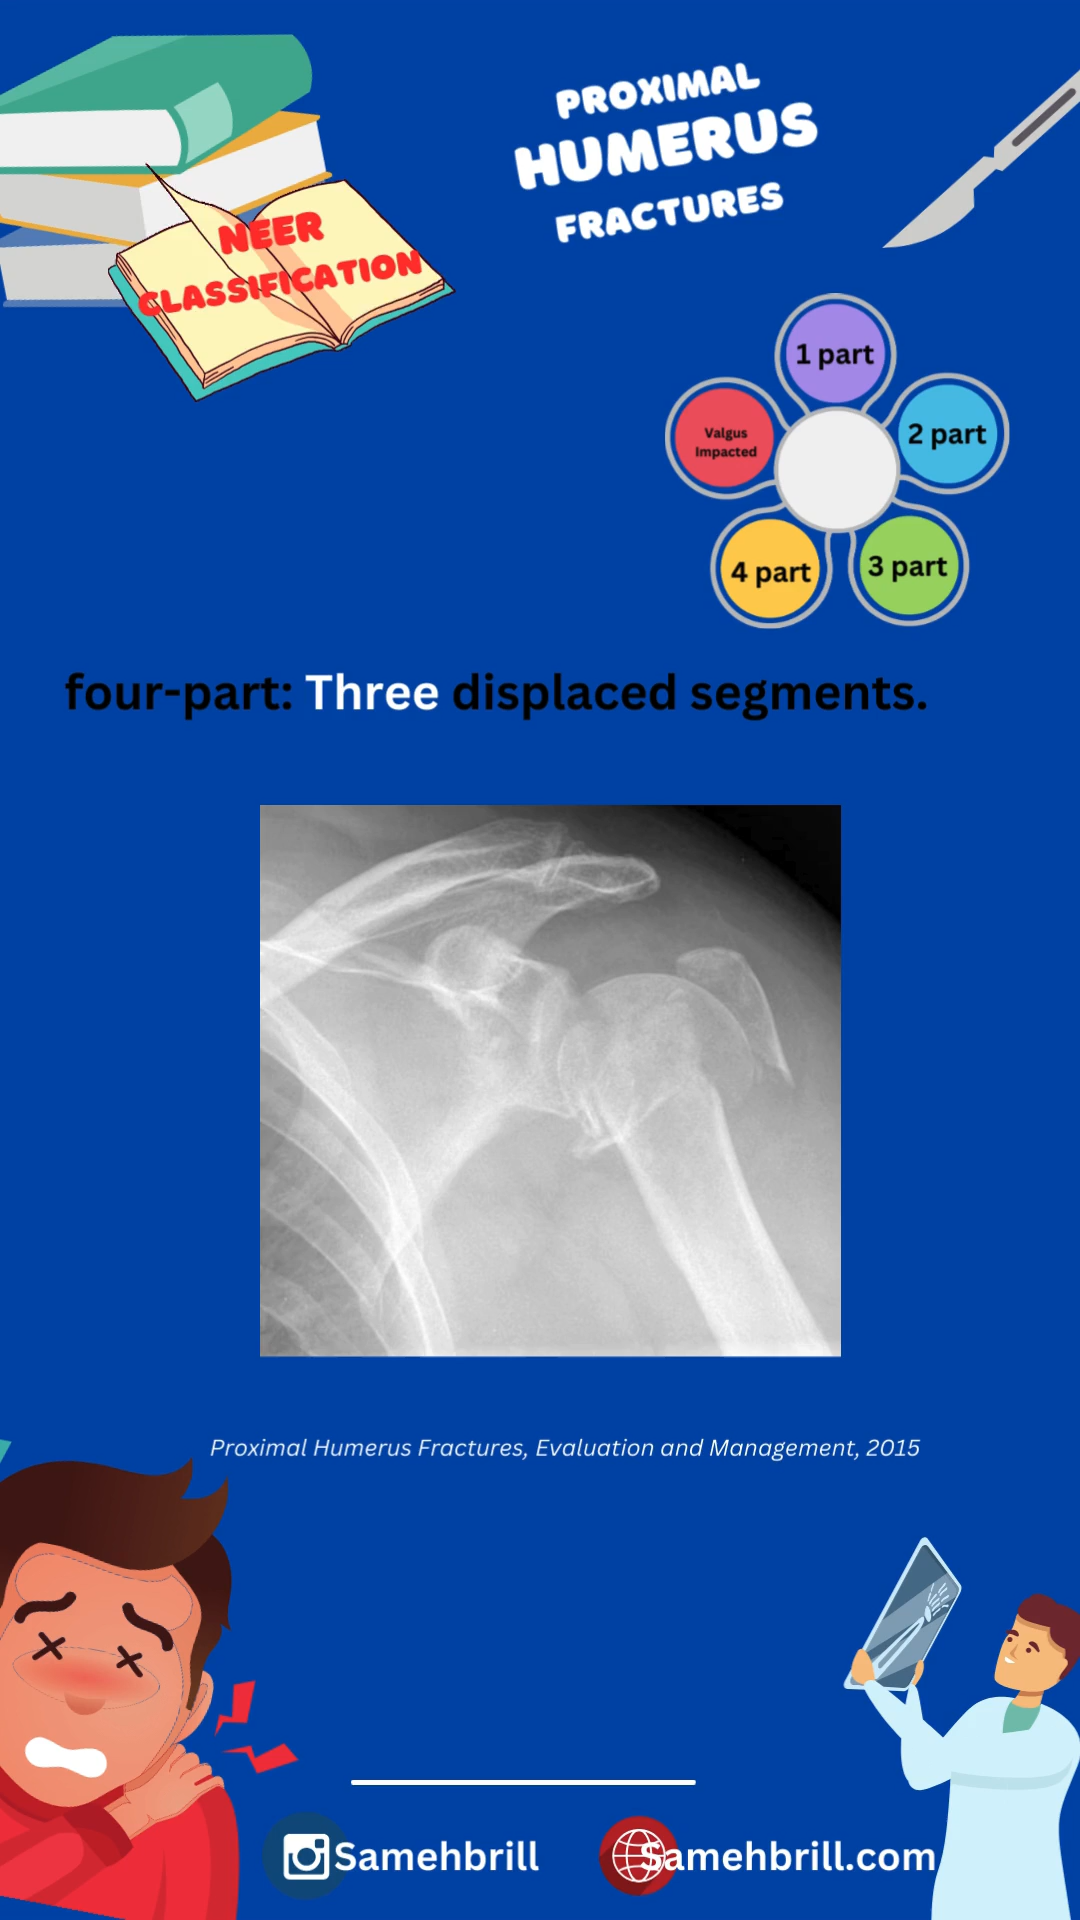 PROXIMAL
HUMERUS
FRACTURES
NEER
CLASSIFICATION
1 part
2 part
Valgus
Impacted
3 part
4 part
four-part: Three displaced segments.
Proximal Humerus Fractures, Evaluation and Management, 2015
Samehbrill
Samehbrill.com